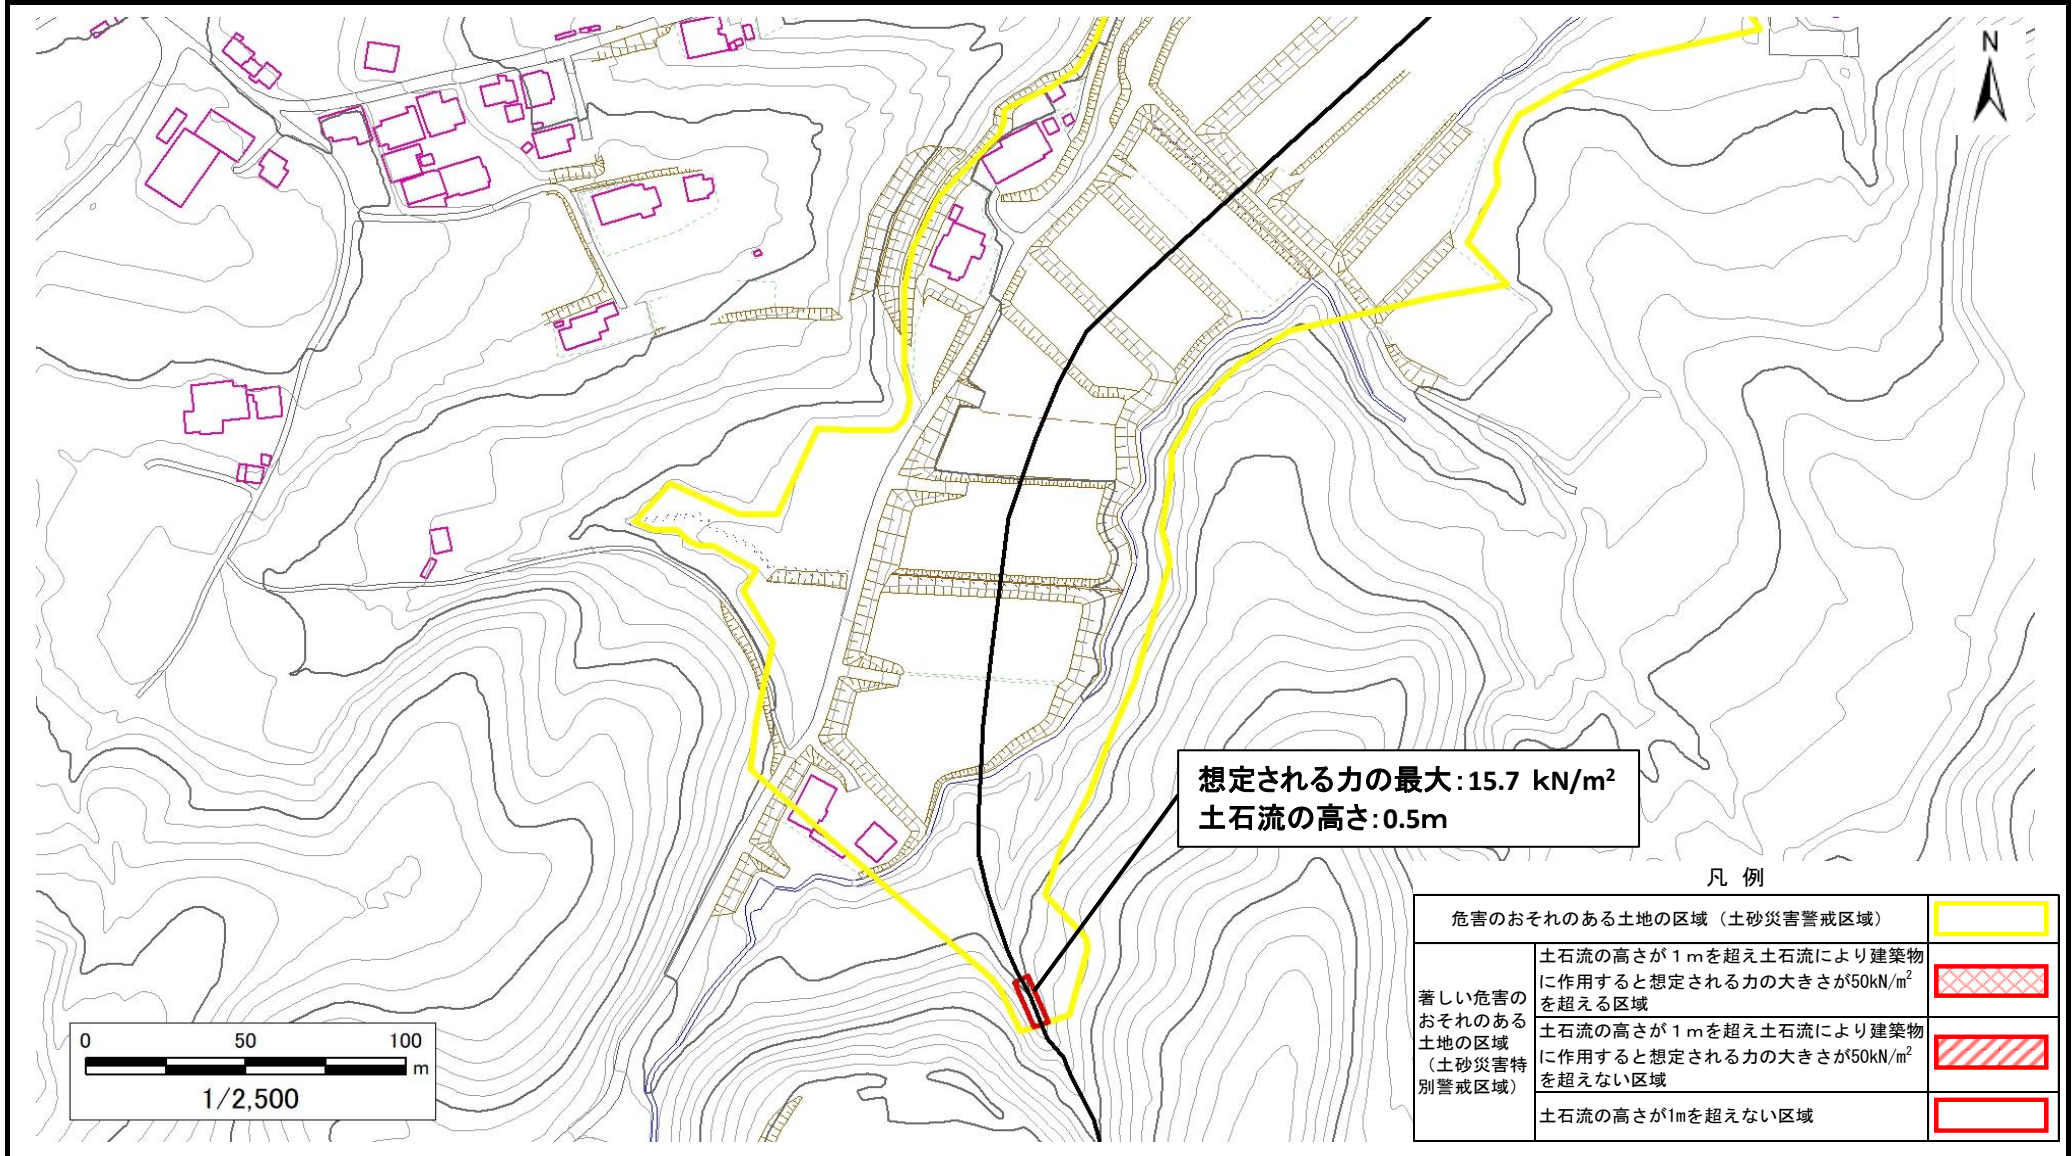 N
想定される力の最大：15.7 kN/m²
土石流の高さ：0.5m
凡 例
危害のおそれのある土地の区域（土砂災害警戒区域）
著しい危害の
おそれのある
土地の区域
（土砂災害特
別警戒区域）
土石流の高さが１ｍを超え土石流により建築物
に作用すると想定される力の大きさが50kN/m²
を超える区域
土石流の高さが１ｍを超え土石流により建築物
に作用すると想定される力の大きさが50kN/m²
を超えない区域
土石流の高さが1mを超えない区域
0 50 100
m
1/2,500